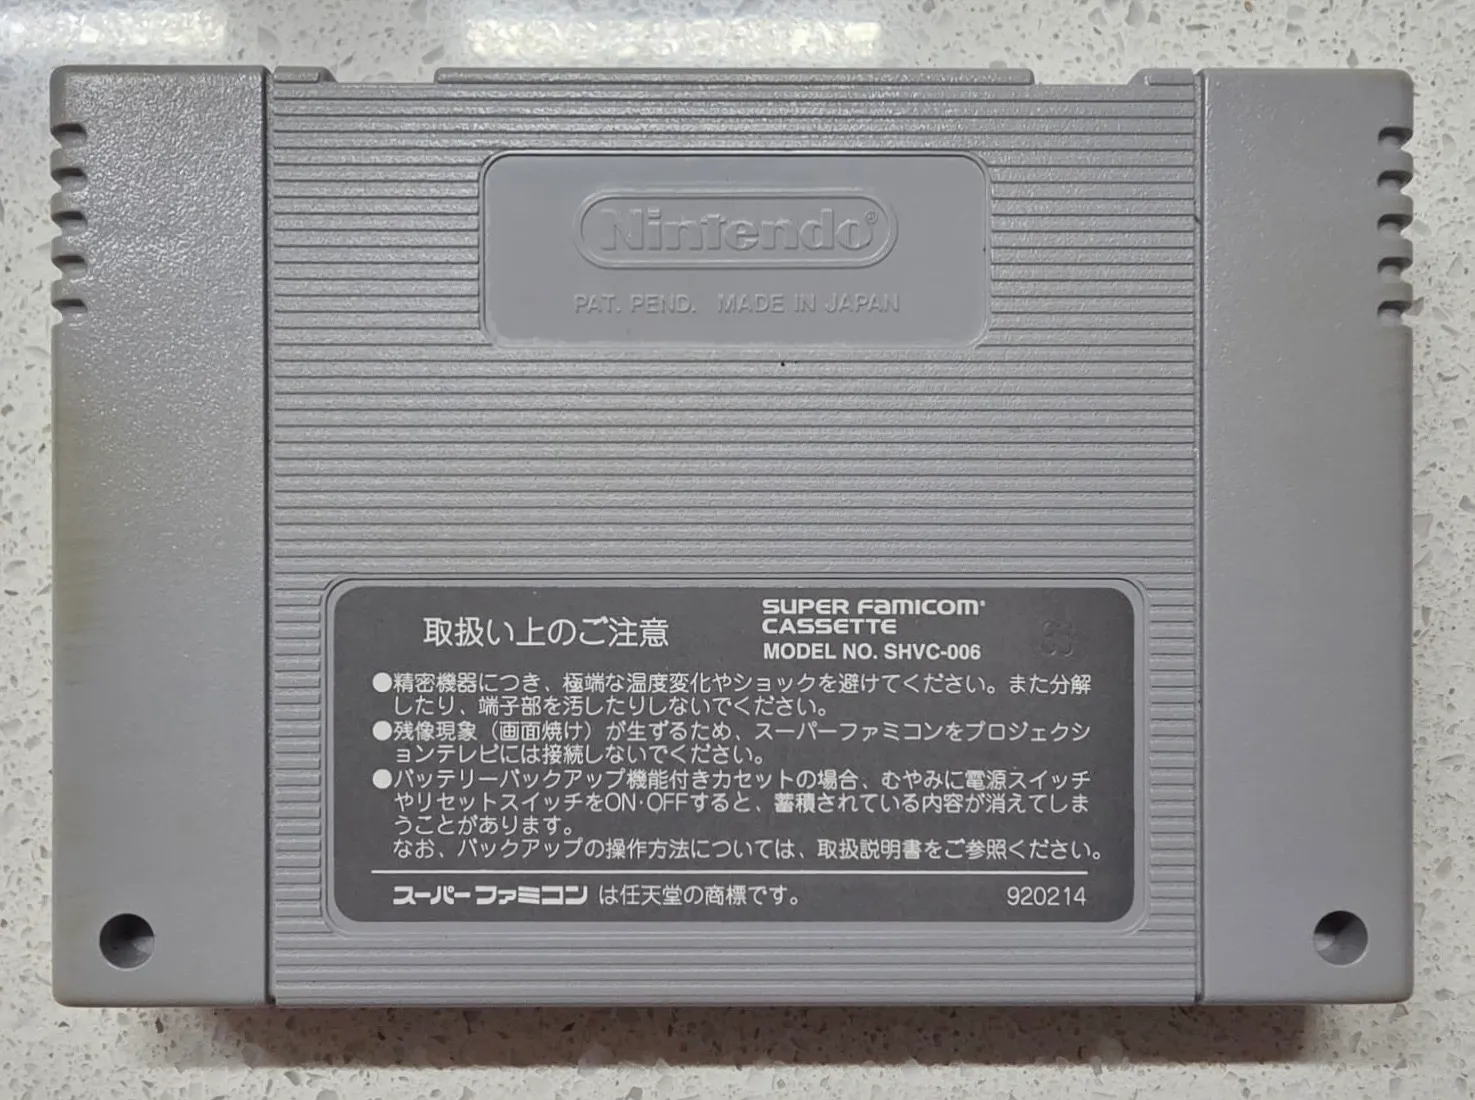 Nintendo®
PAT. PEND. MADE IN JAPAN
取扱い上のご注意
SUPER FAMICOM®
CASSETTE
MODEL NO. SHVC-006
●精密機器につき、極端な温度変化やショックを避けてください。また分解
したり、端子部を汚したりしないでください。
●残像現象（画面焼け）が生ずるため、スーパーファミコンをプロジェクシ
ョンテレビには接続しないでください。
●バッテリーバックアップ機能付きカセットの場合、むやみに電源スイッチ
やリセットスイッチをON·OFFすると、蓄積されている内容が消えてしま
うことがあります。
なお、バックアップの操作方法については、取扱説明書をご参照ください。
スーパーファミコン は任天堂の商標です。
920214